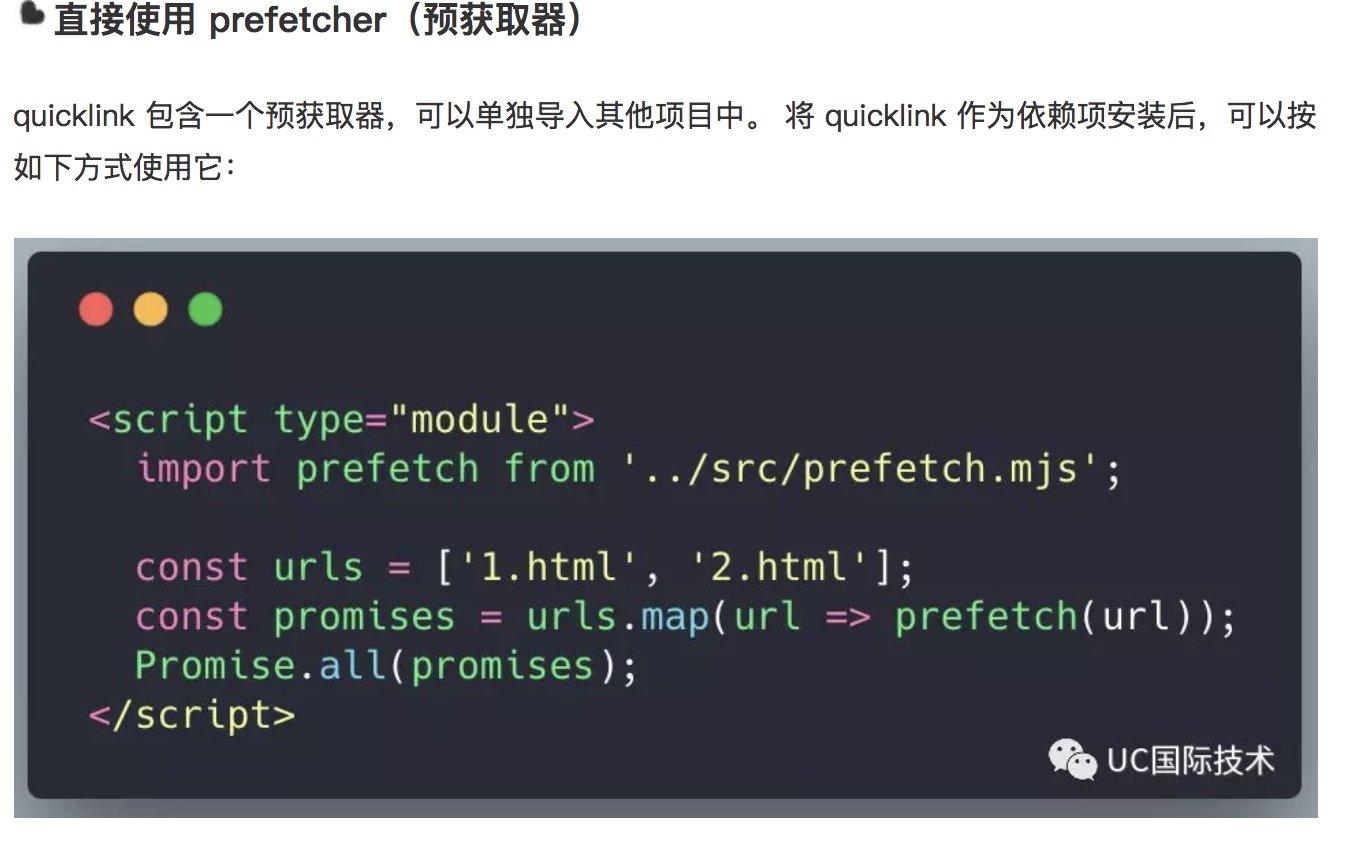 直接使用 prefetcher（预获取器）
quicklink 包含一个预获取器，可以单独导入其他项目中。 将 quicklink 作为依赖项安装后，可以按
如下方式使用它：
<script type="module">
  import prefetch from '../src/prefetch.mjs';
  const urls = ['1.html', '2.html'];
  const promises = urls.map(url => prefetch(url));
  Promise.all(promises);
</script>
UC国际技术